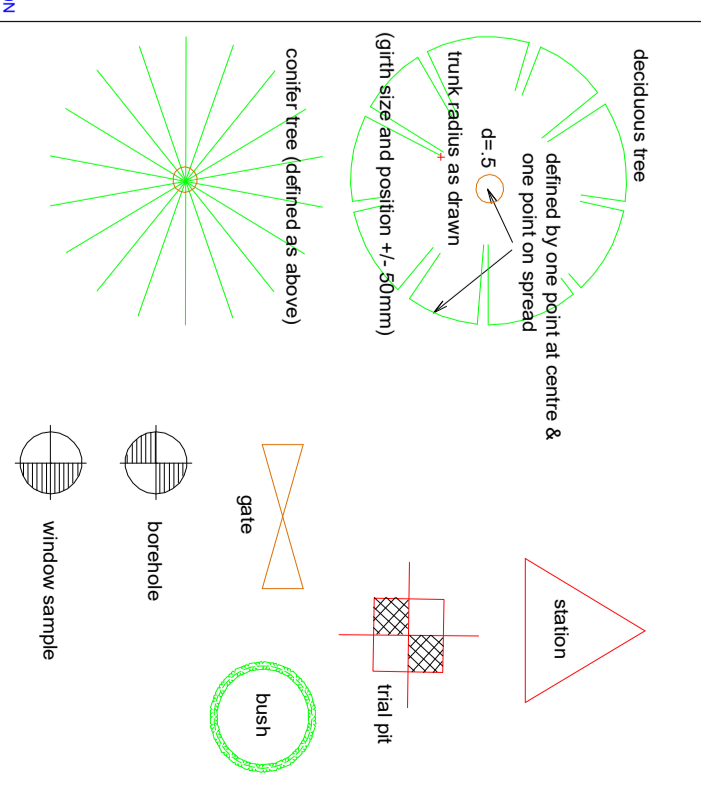 deciduous tree
defined by one point at centre &
one point on spread
d=.5
trunk radius as drawn
(girth size and position +/- 50mm)
conifer tree (defined as above)
station
trial pit
gate
bush
borehole
window sample